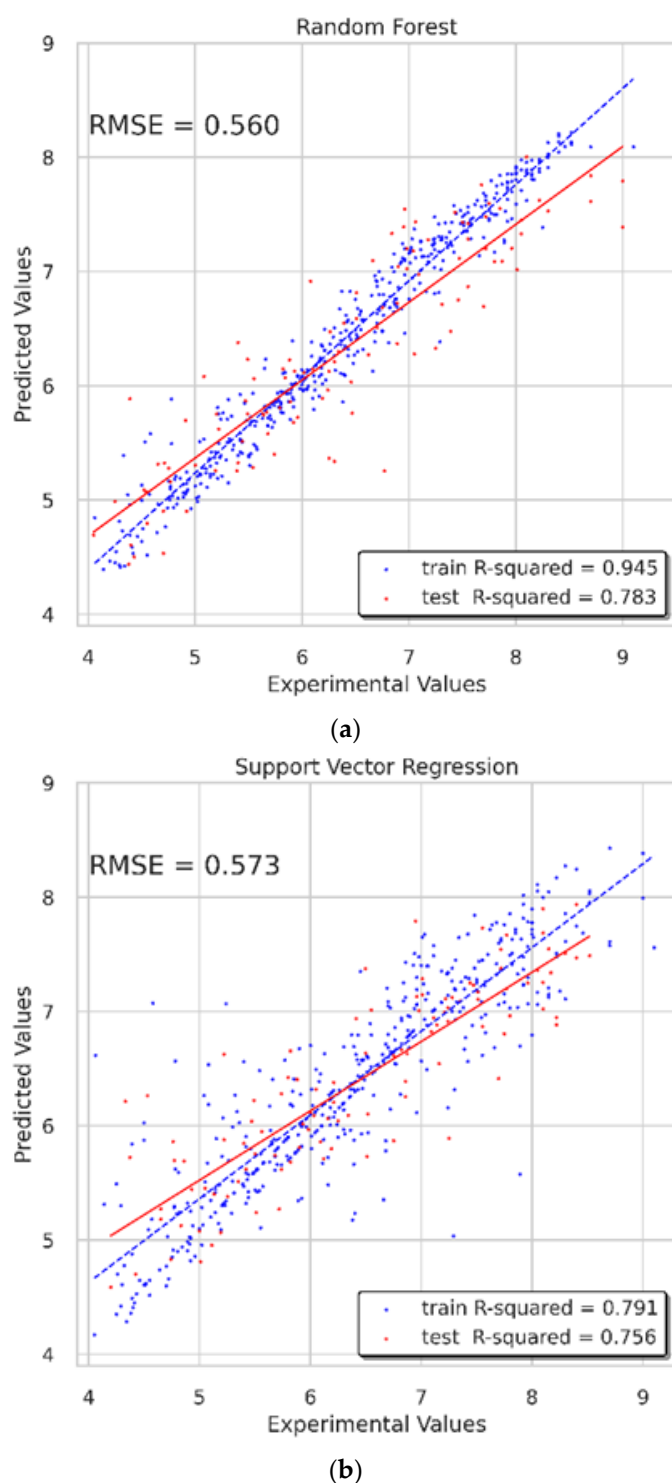 Random Forest
9
RMSE = 0.560
8
7
Predicted Values
6
5
train R-squared = 0.945
test R-squared = 0.783
4
4 5 6 7 8 9
Experimental Values
(a)
Support Vector Regression
9
RMSE = 0.573
8
7
Predicted Values
6
5
train R-squared = 0.791
test R-squared = 0.756
4
4 5 6 7 8 9
Experimental Values
(b)